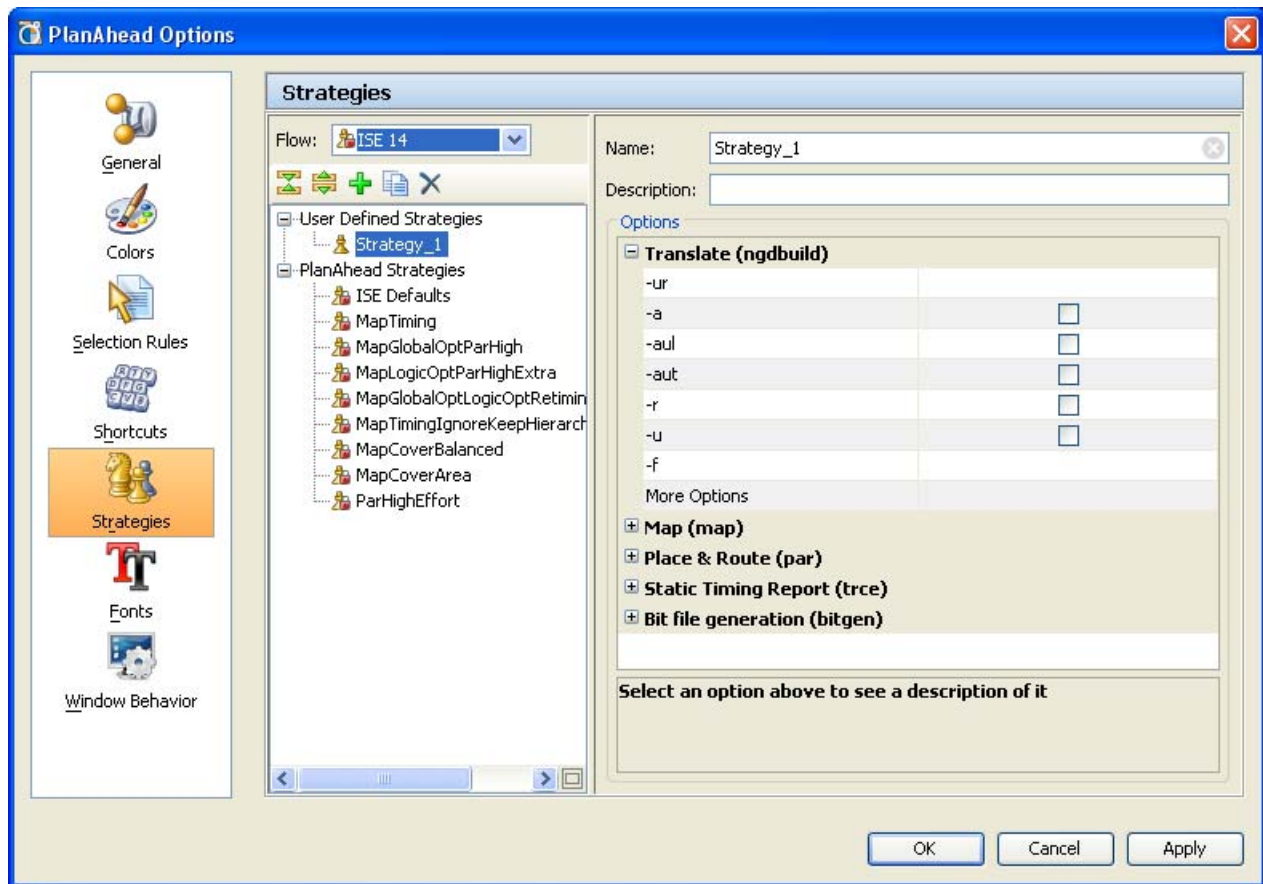 PlanAhead Options
General
Colors
Selection Rules
Shortcuts
Strategies
Fonts
Window Behavior
Strategies
Flow: ISE 14
User Defined Strategies
Strategy_1
PlanAhead Strategies
ISE Defaults
MapTiming
MapGlobalOptParHigh
MapLogicOptParHighExtra
MapGlobalOptLogicOptRetimin
MapTimingIgnoreKeepHierarch
MapCoverBalanced
MapCoverArea
ParHighEffort
Name: Strategy_1
Description:
Options
Translate (ngdbuild)
-ur
-a
-aul
-aut
-r
-u
-f
More Options
Map (map)
Place & Route (par)
Static Timing Report (trce)
Bit file generation (bitgen)
Select an option above to see a description of it
OK Cancel Apply